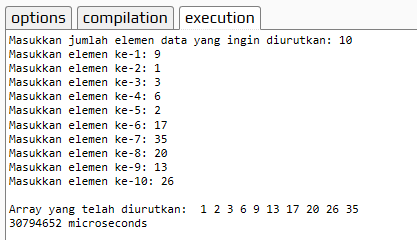 options compilation execution
Masukkan jumlah elemen data yang ingin diurutkan: 10
Masukkan elemen ke-1: 9
Masukkan elemen ke-2: 1
Masukkan elemen ke-3: 3
Masukkan elemen ke-4: 6
Masukkan elemen ke-5: 2
Masukkan elemen ke-6: 17
Masukkan elemen ke-7: 35
Masukkan elemen ke-8: 20
Masukkan elemen ke-9: 13
Masukkan elemen ke-10: 26
Array yang telah diurutkan:  1 2 3 6 9 13 17 20 26 35
30794652 microseconds